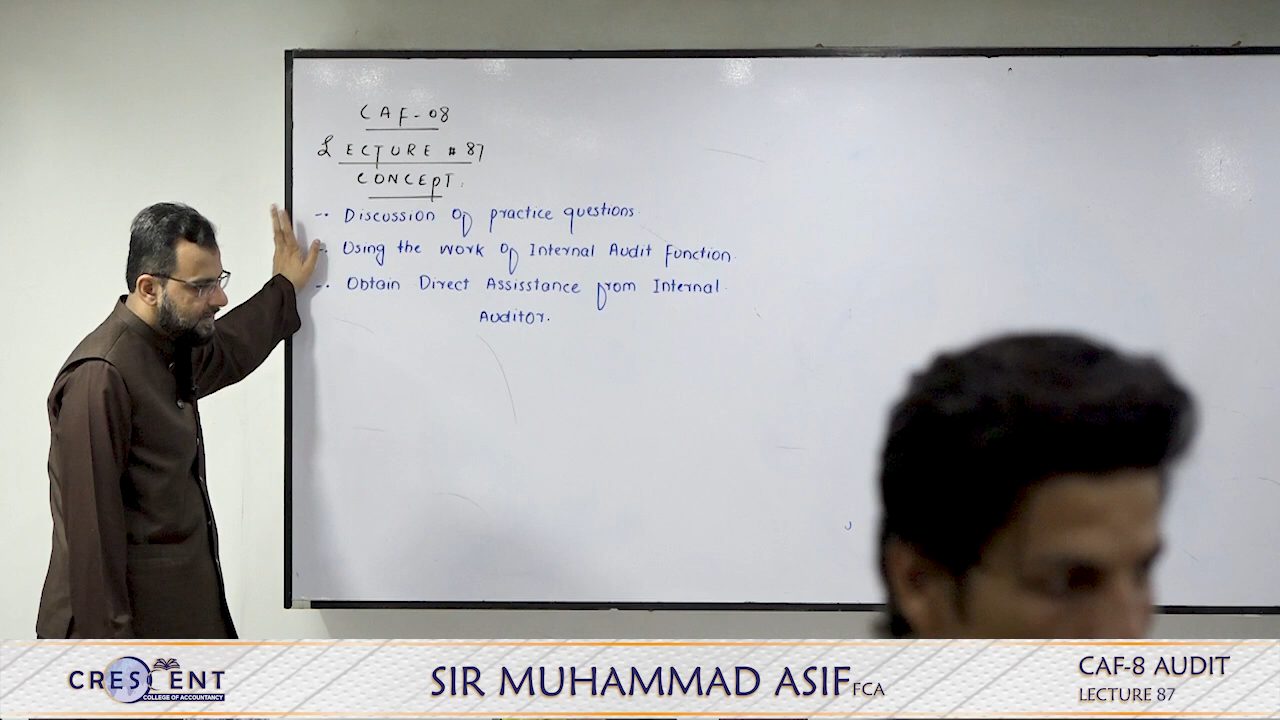 CAF-08
LECTURE # 87
CONCEPT:
-• Discussion of practice questions.
-• Using the work of Internal Audit Function.
-• Obtain Direct Assisstance from Internal
Auditor.
CRESCENT
COLLEGE OF ACCOUNTANCY
SIR MUHAMMAD ASIF FCA
CAF-8 AUDIT
LECTURE 87